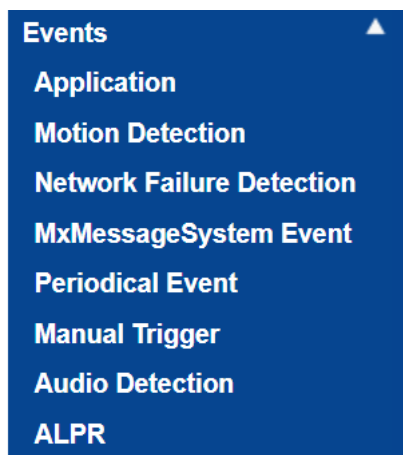 Events
Application
Motion Detection
Network Failure Detection
MxMessageSystem Event
Periodical Event
Manual Trigger
Audio Detection
ALPR